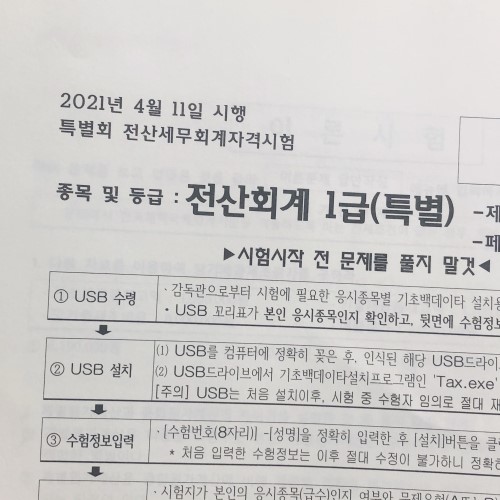 2021년 4월 11일 시행
특별회 전산세무회계자격시험
종목 및 등급 : 전산회계 1급(특별) -제
-페
▶시험시작 전 문제를 풀지 말것◀
① USB 수령
· 감독관으로부터 시험에 필요한 응시종목별 기초백데이타 설치용
• USB 꼬리표가 본인 응시종목인지 확인하고, 뒷면에 수험정보
② USB 설치
(1) USB를 컴퓨터에 정확히 꽂은 후, 인식된 해당 USB드라이
(2) USB드라이브에서 기초백데이타설치프로그램인 'Tax.exe'
[주의] USB는 처음 설치이후, 시험 중 수험자 임의로 절대 재
③ 수험정보입력
· [수험번호(8자리)] -[성명]을 정확히 입력한 후 [설치]버튼을 클
* 처음 입력한 수험정보는 이후 절대 수정이 불가하니 정확
· 시험지가 본인의 응시종목(급수)인지 여부와 문제유형(A또는